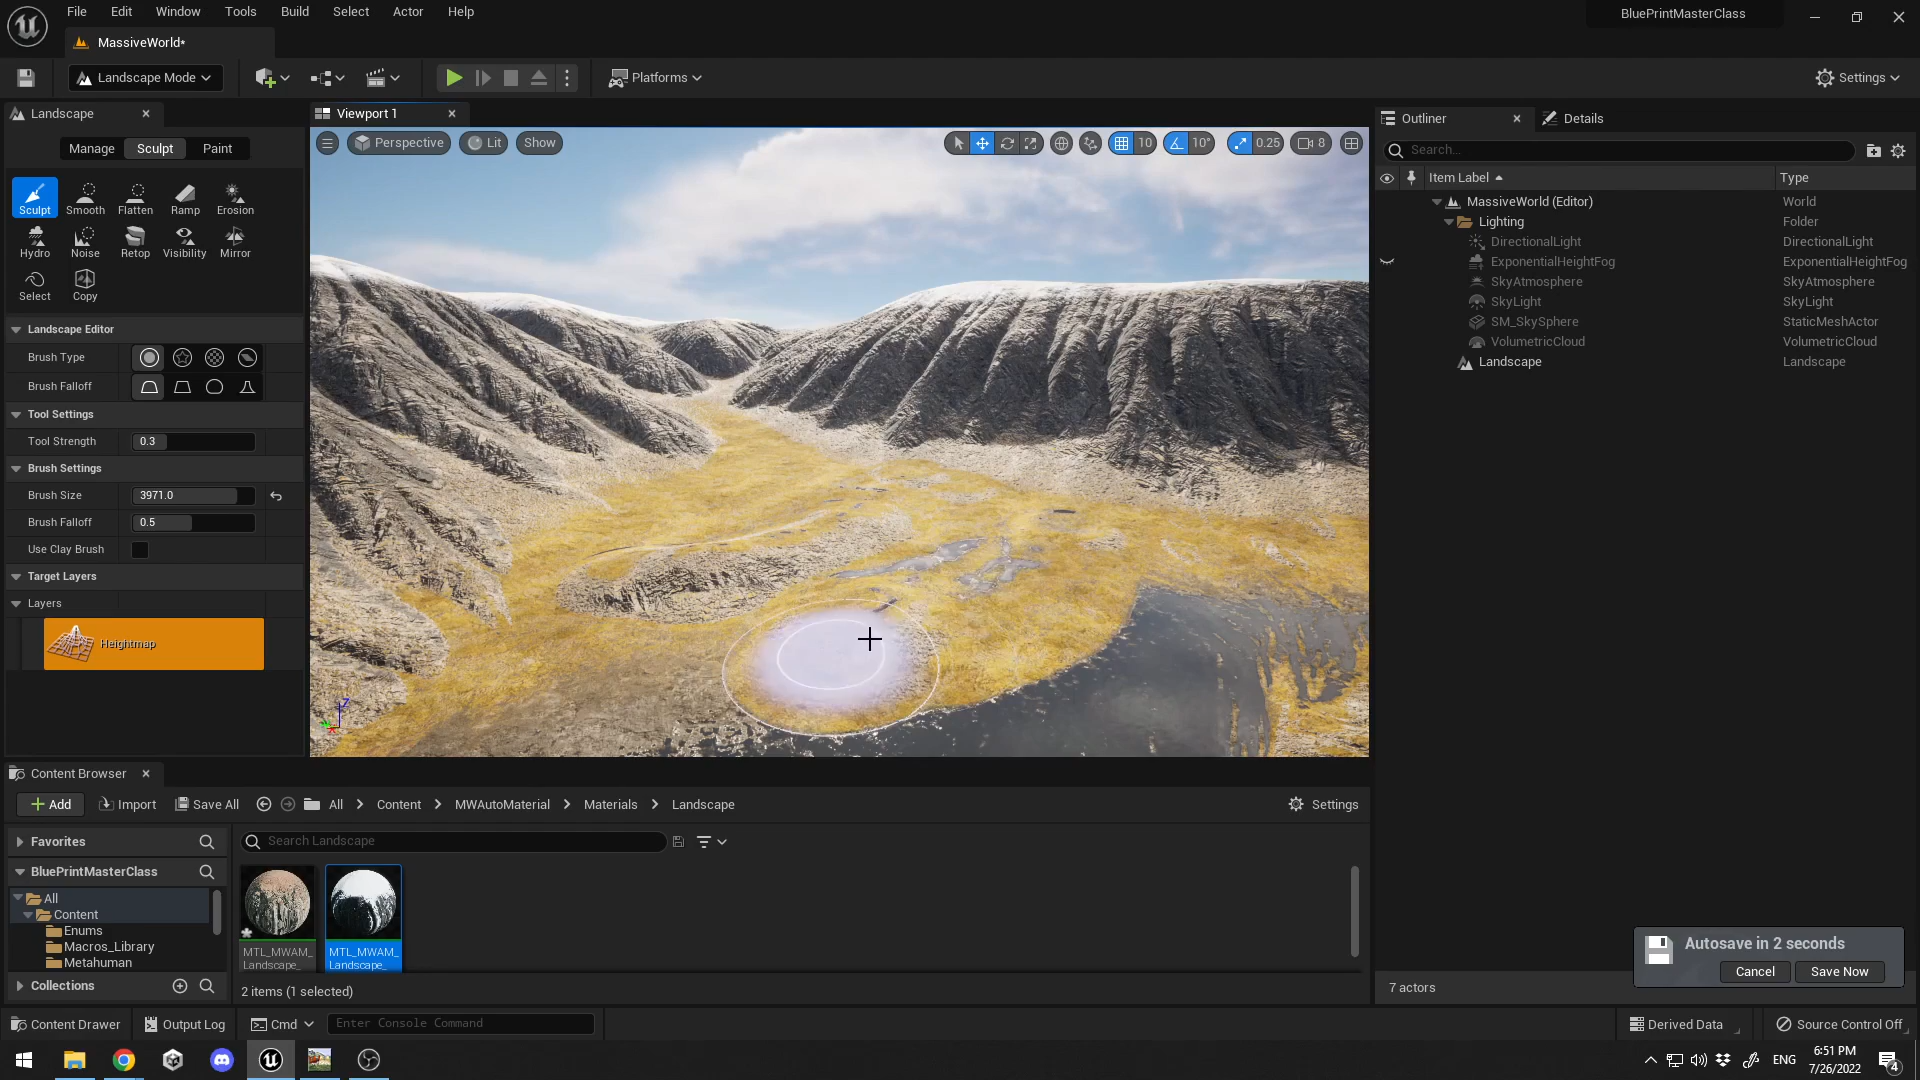 File Edit Window Tools Build Select Actor Help
BluePrintMasterClass
MassiveWorld*
Landscape Mode
Platforms
Settings
Landscape
Viewport 1
Outliner
Details
Manage Sculpt Paint
Perspective Lit Show
10 10° 0.25 8
Search...
Item Label Type
Sculpt Smooth Flatten Ramp Erosion
Hydro Noise Retop Visibility Mirror
Select Copy
MassiveWorld (Editor) World
Lighting Folder
DirectionalLight DirectionalLight
ExponentialHeightFog ExponentialHeightFog
SkyAtmosphere SkyAtmosphere
SkyLight SkyLight
SM_SkySphere StaticMeshActor
VolumetricCloud VolumetricCloud
Landscape Landscape
Landscape Editor
Brush Type
Brush Falloff
Tool Settings
Tool Strength 0.3
Brush Settings
Brush Size 3971.0
Brush Falloff 0.5
Use Clay Brush
Target Layers
Layers
Heightmap
Z
Content Browser
Add Import Save All All Content MWAutoMaterial Materials Landscape Settings
Favorites
Search Landscape
BluePrintMasterClass
All
Content
Enums
Macros_Library
Metahuman
Collections
MTL_MWAM_
Landscape_
MTL_MWAM_
Landscape_
2 items (1 selected)
Autosave in 2 seconds
Cancel Save Now
7 actors
Content Drawer Output Log Cmd Enter Console Command
Derived Data Source Control Off
ENG
6:51 PM
7/26/2022
4